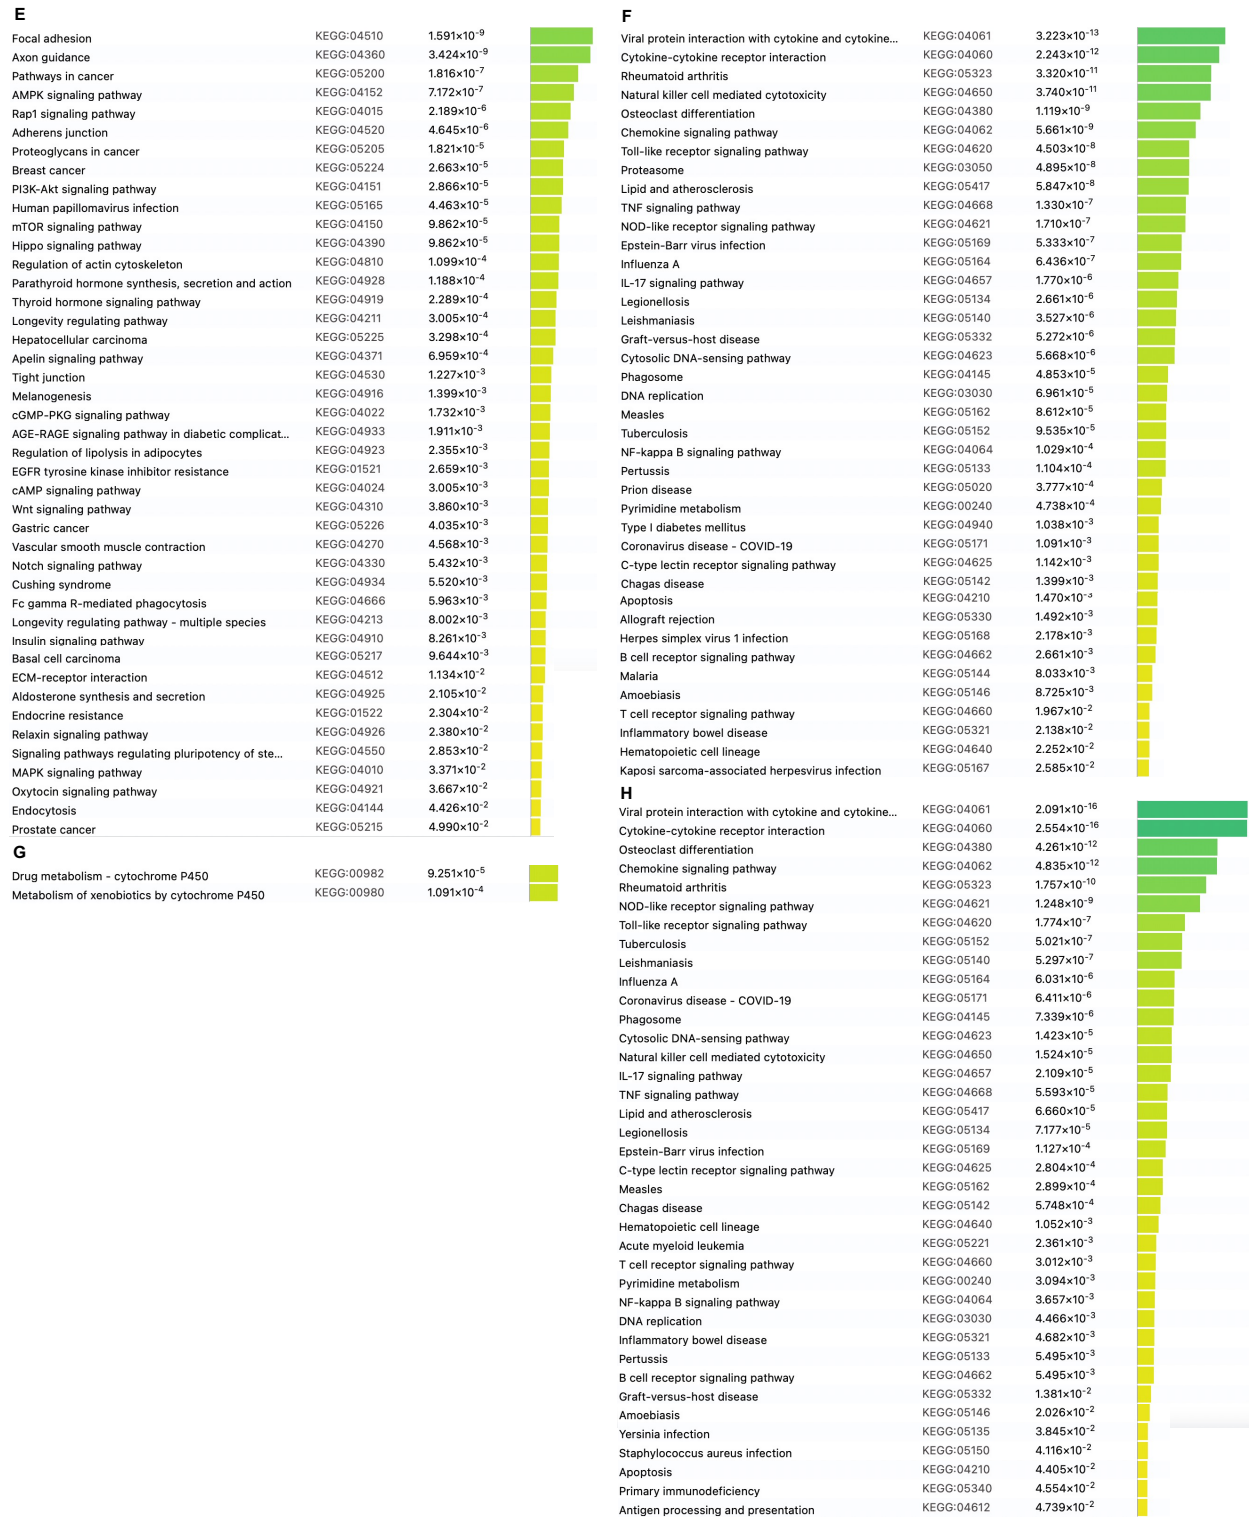 E
Focal adhesion KEGG:04510 1.591×10-9
Axon guidance KEGG:04360 3.424×10-9
Pathways in cancer KEGG:05200 1.816×10-7
AMPK signaling pathway KEGG:04152 7.172×10-7
Rap1 signaling pathway KEGG:04015 2.189×10-6
Adherens junction KEGG:04520 4.645×10-6
Proteoglycans in cancer KEGG:05205 1.821×10-5
Breast cancer KEGG:05224 2.663×10-5
PI3K-Akt signaling pathway KEGG:04151 2.866×10-5
Human papillomavirus infection KEGG:05165 4.463×10-5
mTOR signaling pathway KEGG:04150 9.862×10-5
Hippo signaling pathway KEGG:04390 9.862×10-5
Regulation of actin cytoskeleton KEGG:04810 1.099×10-4
Parathyroid hormone synthesis, secretion and action KEGG:04928 1.188×10-4
Thyroid hormone signaling pathway KEGG:04919 2.289×10-4
Longevity regulating pathway KEGG:04211 3.005×10-4
Hepatocellular carcinoma KEGG:05225 3.298×10-4
Apelin signaling pathway KEGG:04371 6.959×10-4
Tight junction KEGG:04530 1.227×10-3
Melanogenesis KEGG:04916 1.399×10-3
cGMP-PKG signaling pathway KEGG:04022 1.732×10-3
AGE-RAGE signaling pathway in diabetic complicat... KEGG:04933 1.911×10-3
Regulation of lipolysis in adipocytes KEGG:04923 2.355×10-3
EGFR tyrosine kinase inhibitor resistance KEGG:01521 2.659×10-3
cAMP signaling pathway KEGG:04024 3.005×10-3
Wnt signaling pathway KEGG:04310 3.860×10-3
Gastric cancer KEGG:05226 4.035×10-3
Vascular smooth muscle contraction KEGG:04270 4.568×10-3
Notch signaling pathway KEGG:04330 5.432×10-3
Cushing syndrome KEGG:04934 5.520×10-3
Fc gamma R-mediated phagocytosis KEGG:04666 5.963×10-3
Longevity regulating pathway - multiple species KEGG:04213 8.002×10-3
Insulin signaling pathway KEGG:04910 8.261×10-3
Basal cell carcinoma KEGG:05217 9.644×10-3
ECM-receptor interaction KEGG:04512 1.134×10-2
Aldosterone synthesis and secretion KEGG:04925 2.105×10-2
Endocrine resistance KEGG:01522 2.304×10-2
Relaxin signaling pathway KEGG:04926 2.380×10-2
Signaling pathways regulating pluripotency of ste... KEGG:04550 2.853×10-2
MAPK signaling pathway KEGG:04010 3.371×10-2
Oxytocin signaling pathway KEGG:04921 3.667×10-2
Endocytosis KEGG:04144 4.426×10-2
Prostate cancer KEGG:05215 4.990×10-2
G
Drug metabolism - cytochrome P450 KEGG:00982 9.251×10-5
Metabolism of xenobiotics by cytochrome P450 KEGG:00980 1.091×10-4
F
Viral protein interaction with cytokine and cytokine... KEGG:04061 3.223×10-13
Cytokine-cytokine receptor interaction KEGG:04060 2.243×10-12
Rheumatoid arthritis KEGG:05323 3.320×10-11
Natural killer cell mediated cytotoxicity KEGG:04650 3.740×10-11
Osteoclast differentiation KEGG:04380 1.119×10-9
Chemokine signaling pathway KEGG:04062 5.661×10-9
Toll-like receptor signaling pathway KEGG:04620 4.503×10-8
Proteasome KEGG:03050 4.895×10-8
Lipid and atherosclerosis KEGG:05417 5.847×10-8
TNF signaling pathway KEGG:04668 1.330×10-7
NOD-like receptor signaling pathway KEGG:04621 1.710×10-7
Epstein-Barr virus infection KEGG:05169 5.333×10-7
Influenza A KEGG:05164 6.436×10-7
IL-17 signaling pathway KEGG:04657 1.770×10-6
Legionellosis KEGG:05134 2.661×10-6
Leishmaniasis KEGG:05140 3.527×10-6
Graft-versus-host disease KEGG:05332 5.272×10-6
Cytosolic DNA-sensing pathway KEGG:04623 5.668×10-6
Phagosome KEGG:04145 4.853×10-5
DNA replication KEGG:03030 6.961×10-5
Measles KEGG:05162 8.612×10-5
Tuberculosis KEGG:05152 9.535×10-5
NF-kappa B signaling pathway KEGG:04064 1.029×10-4
Pertussis KEGG:05133 1.104×10-4
Prion disease KEGG:05020 3.777×10-4
Pyrimidine metabolism KEGG:00240 4.738×10-4
Type I diabetes mellitus KEGG:04940 1.038×10-3
Coronavirus disease - COVID-19 KEGG:05171 1.091×10-3
C-type lectin receptor signaling pathway KEGG:04625 1.142×10-3
Chagas disease KEGG:05142 1.399×10-3
Apoptosis KEGG:04210 1.470×10-3
Allograft rejection KEGG:05330 1.492×10-3
Herpes simplex virus 1 infection KEGG:05168 2.178×10-3
B cell receptor signaling pathway KEGG:04662 2.661×10-3
Malaria KEGG:05144 8.033×10-3
Amoebiasis KEGG:05146 8.725×10-3
T cell receptor signaling pathway KEGG:04660 1.967×10-2
Inflammatory bowel disease KEGG:05321 2.138×10-2
Hematopoietic cell lineage KEGG:04640 2.252×10-2
Kaposi sarcoma-associated herpesvirus infection KEGG:05167 2.585×10-2
H
Viral protein interaction with cytokine and cytokine... KEGG:04061 2.091×10-16
Cytokine-cytokine receptor interaction KEGG:04060 2.554×10-16
Osteoclast differentiation KEGG:04380 4.261×10-12
Chemokine signaling pathway KEGG:04062 4.835×10-12
Rheumatoid arthritis KEGG:05323 1.757×10-10
NOD-like receptor signaling pathway KEGG:04621 1.248×10-9
Toll-like receptor signaling pathway KEGG:04620 1.774×10-7
Tuberculosis KEGG:05152 5.021×10-7
Leishmaniasis KEGG:05140 5.297×10-7
Influenza A KEGG:05164 6.031×10-6
Coronavirus disease - COVID-19 KEGG:05171 6.411×10-6
Phagosome KEGG:04145 7.339×10-6
Cytosolic DNA-sensing pathway KEGG:04623 1.423×10-5
Natural killer cell mediated cytotoxicity KEGG:04650 1.524×10-5
IL-17 signaling pathway KEGG:04657 2.109×10-5
TNF signaling pathway KEGG:04668 5.593×10-5
Lipid and atherosclerosis KEGG:05417 6.660×10-5
Legionellosis KEGG:05134 7.177×10-5
Epstein-Barr virus infection KEGG:05169 1.127×10-4
C-type lectin receptor signaling pathway KEGG:04625 2.804×10-4
Measles KEGG:05162 2.899×10-4
Chagas disease KEGG:05142 5.748×10-4
Hematopoietic cell lineage KEGG:04640 1.052×10-3
Acute myeloid leukemia KEGG:05221 2.361×10-3
T cell receptor signaling pathway KEGG:04660 3.012×10-3
Pyrimidine metabolism KEGG:00240 3.094×10-3
NF-kappa B signaling pathway KEGG:04064 3.657×10-3
DNA replication KEGG:03030 4.466×10-3
Inflammatory bowel disease KEGG:05321 4.682×10-3
Pertussis KEGG:05133 5.495×10-3
B cell receptor signaling pathway KEGG:04662 5.495×10-3
Graft-versus-host disease KEGG:05332 1.381×10-2
Amoebiasis KEGG:05146 2.026×10-2
Yersinia infection KEGG:05135 3.845×10-2
Staphylococcus aureus infection KEGG:05150 4.116×10-2
Apoptosis KEGG:04210 4.405×10-2
Primary immunodeficiency KEGG:05340 4.554×10-2
Antigen processing and presentation KEGG:04612 4.739×10-2